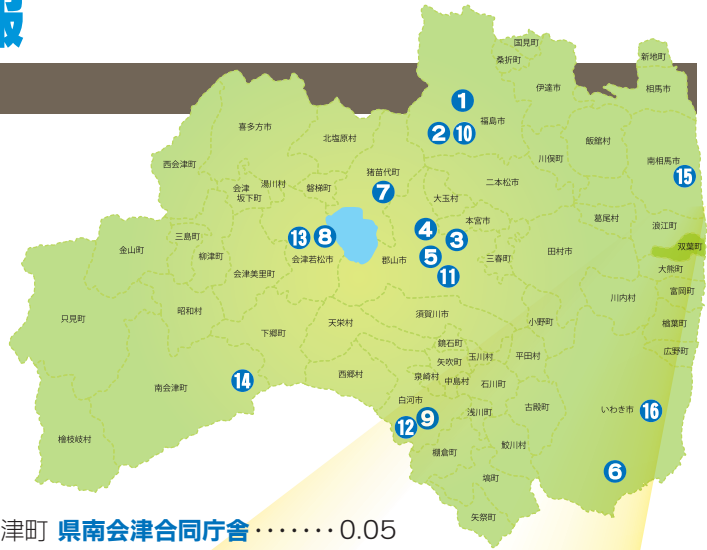 報
国見町
桑折町
新地町
伊達市
相馬市
1
福島市
喜多方市
2 10
北塩原村
飯舘村
川俣町
南相馬市
西会津町
猪苗代町
15
湯川村
会津
坂下町
磐梯町
7
二本松市
大玉村
本宮市
葛尾村
浪江町
4
3
13 8
三島町
双葉町
金山町
柳津町
会津若松市
5
郡山市
三春町
田村市
会津美里町
11
大熊町
富岡町
川内村
昭和村
只見町
天栄村
須賀川市
小野町
楢葉町
下郷町
鏡石町
広野町
矢吹町
玉川村
平田村
西郷村
泉崎村
中島村
石川町
14
南会津町
白河市
浅川町
古殿町
いわき市
16
9
12
檜枝岐村
棚倉町
鮫川村
6
塙町
矢祭町
津町 県南会津合同庁舎·······0.05